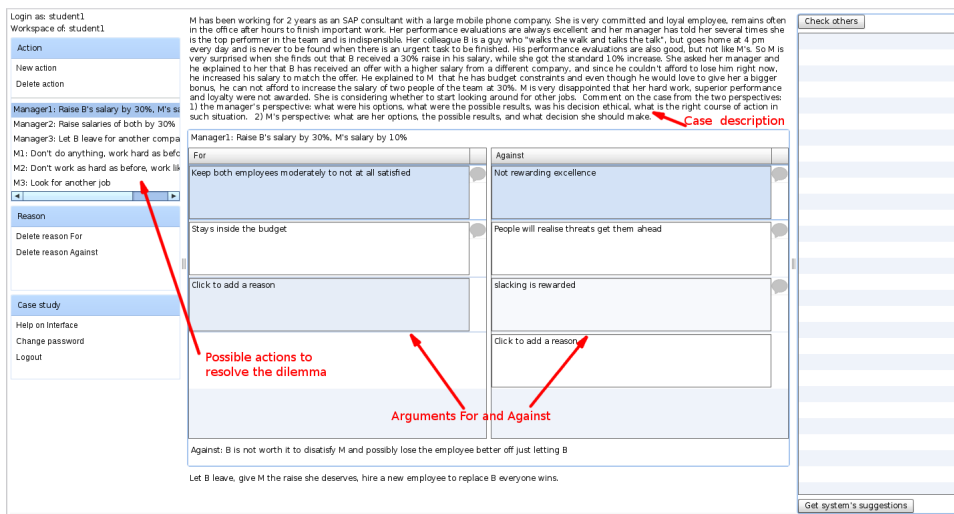 Login as: student1
Workspace of: student1
Action
New action
Delete action
Manager1: Raise B's salary by 30%, M's sa
Manager2: Raise salaries of both by 30%
Manager3: Let B leave for another compa
M1: Don't do anything, work hard as befo
M2: Don't work as hard as before, work lik
M3: Look for another job
Reason
Delete reason For
Delete reason Against
Case study
Help on Interface
Change password
Logout
Possible actions to
resolve the dilemma
M has been working for 2 years as an SAP consultant with a large mobile phone company. She is very committed and loyal employee, remains often
in the office after hours to finish important work. Her performance evaluations are always excellent and her manager has told her several times she
is the top performer in the team and is indispensible. Her colleague B is a guy who "walks the walk and talks the talk", but goes home at 4 pm
every day and is never to be found when there is an urgent task to be finished. His performance evaluations are also good, but not like M's. So M is
very surprised when she finds out that B received a 30% raise in his salary, while she got the standard 10% increase. She asked her manager and
he explained to her that B has received an offer with a higher salary from a different company, and since he couldn't afford to lose him right now,
he increased his salary to match the offer. He explained to M that he has budget constraints and even though he would love to give her a bigger
bonus, he can not afford to increase the salary of two people of the team at 30%. M is very disappointed that her hard work, superior performance
and loyalty were not awarded. She is considering whether to start looking around for other jobs. Comment on the case from the two perspectives:
1) the manager's perspective: what were his options, what were the possible results, was his decision ethical, what is the right course of action in
such situation. 2) M's perspective: what are her options, the possible results, and what decision she should make.
Case description
Manager1: Raise B's salary by 30%, M's salary by 10%
For
Against
Keep both employees moderately to not at all satisfied
Not rewarding excellence
Stays inside the budget
People will realise threats get them ahead
Click to add a reason
slacking is rewarded
Click to add a reason
Arguments For and Against
Against: B is not worth it to disatisfy M and possibly lose the employee better off just letting B
Let B leave, give M the raise she deserves, hire a new employee to replace B everyone wins.
Check others
Get system's suggestions